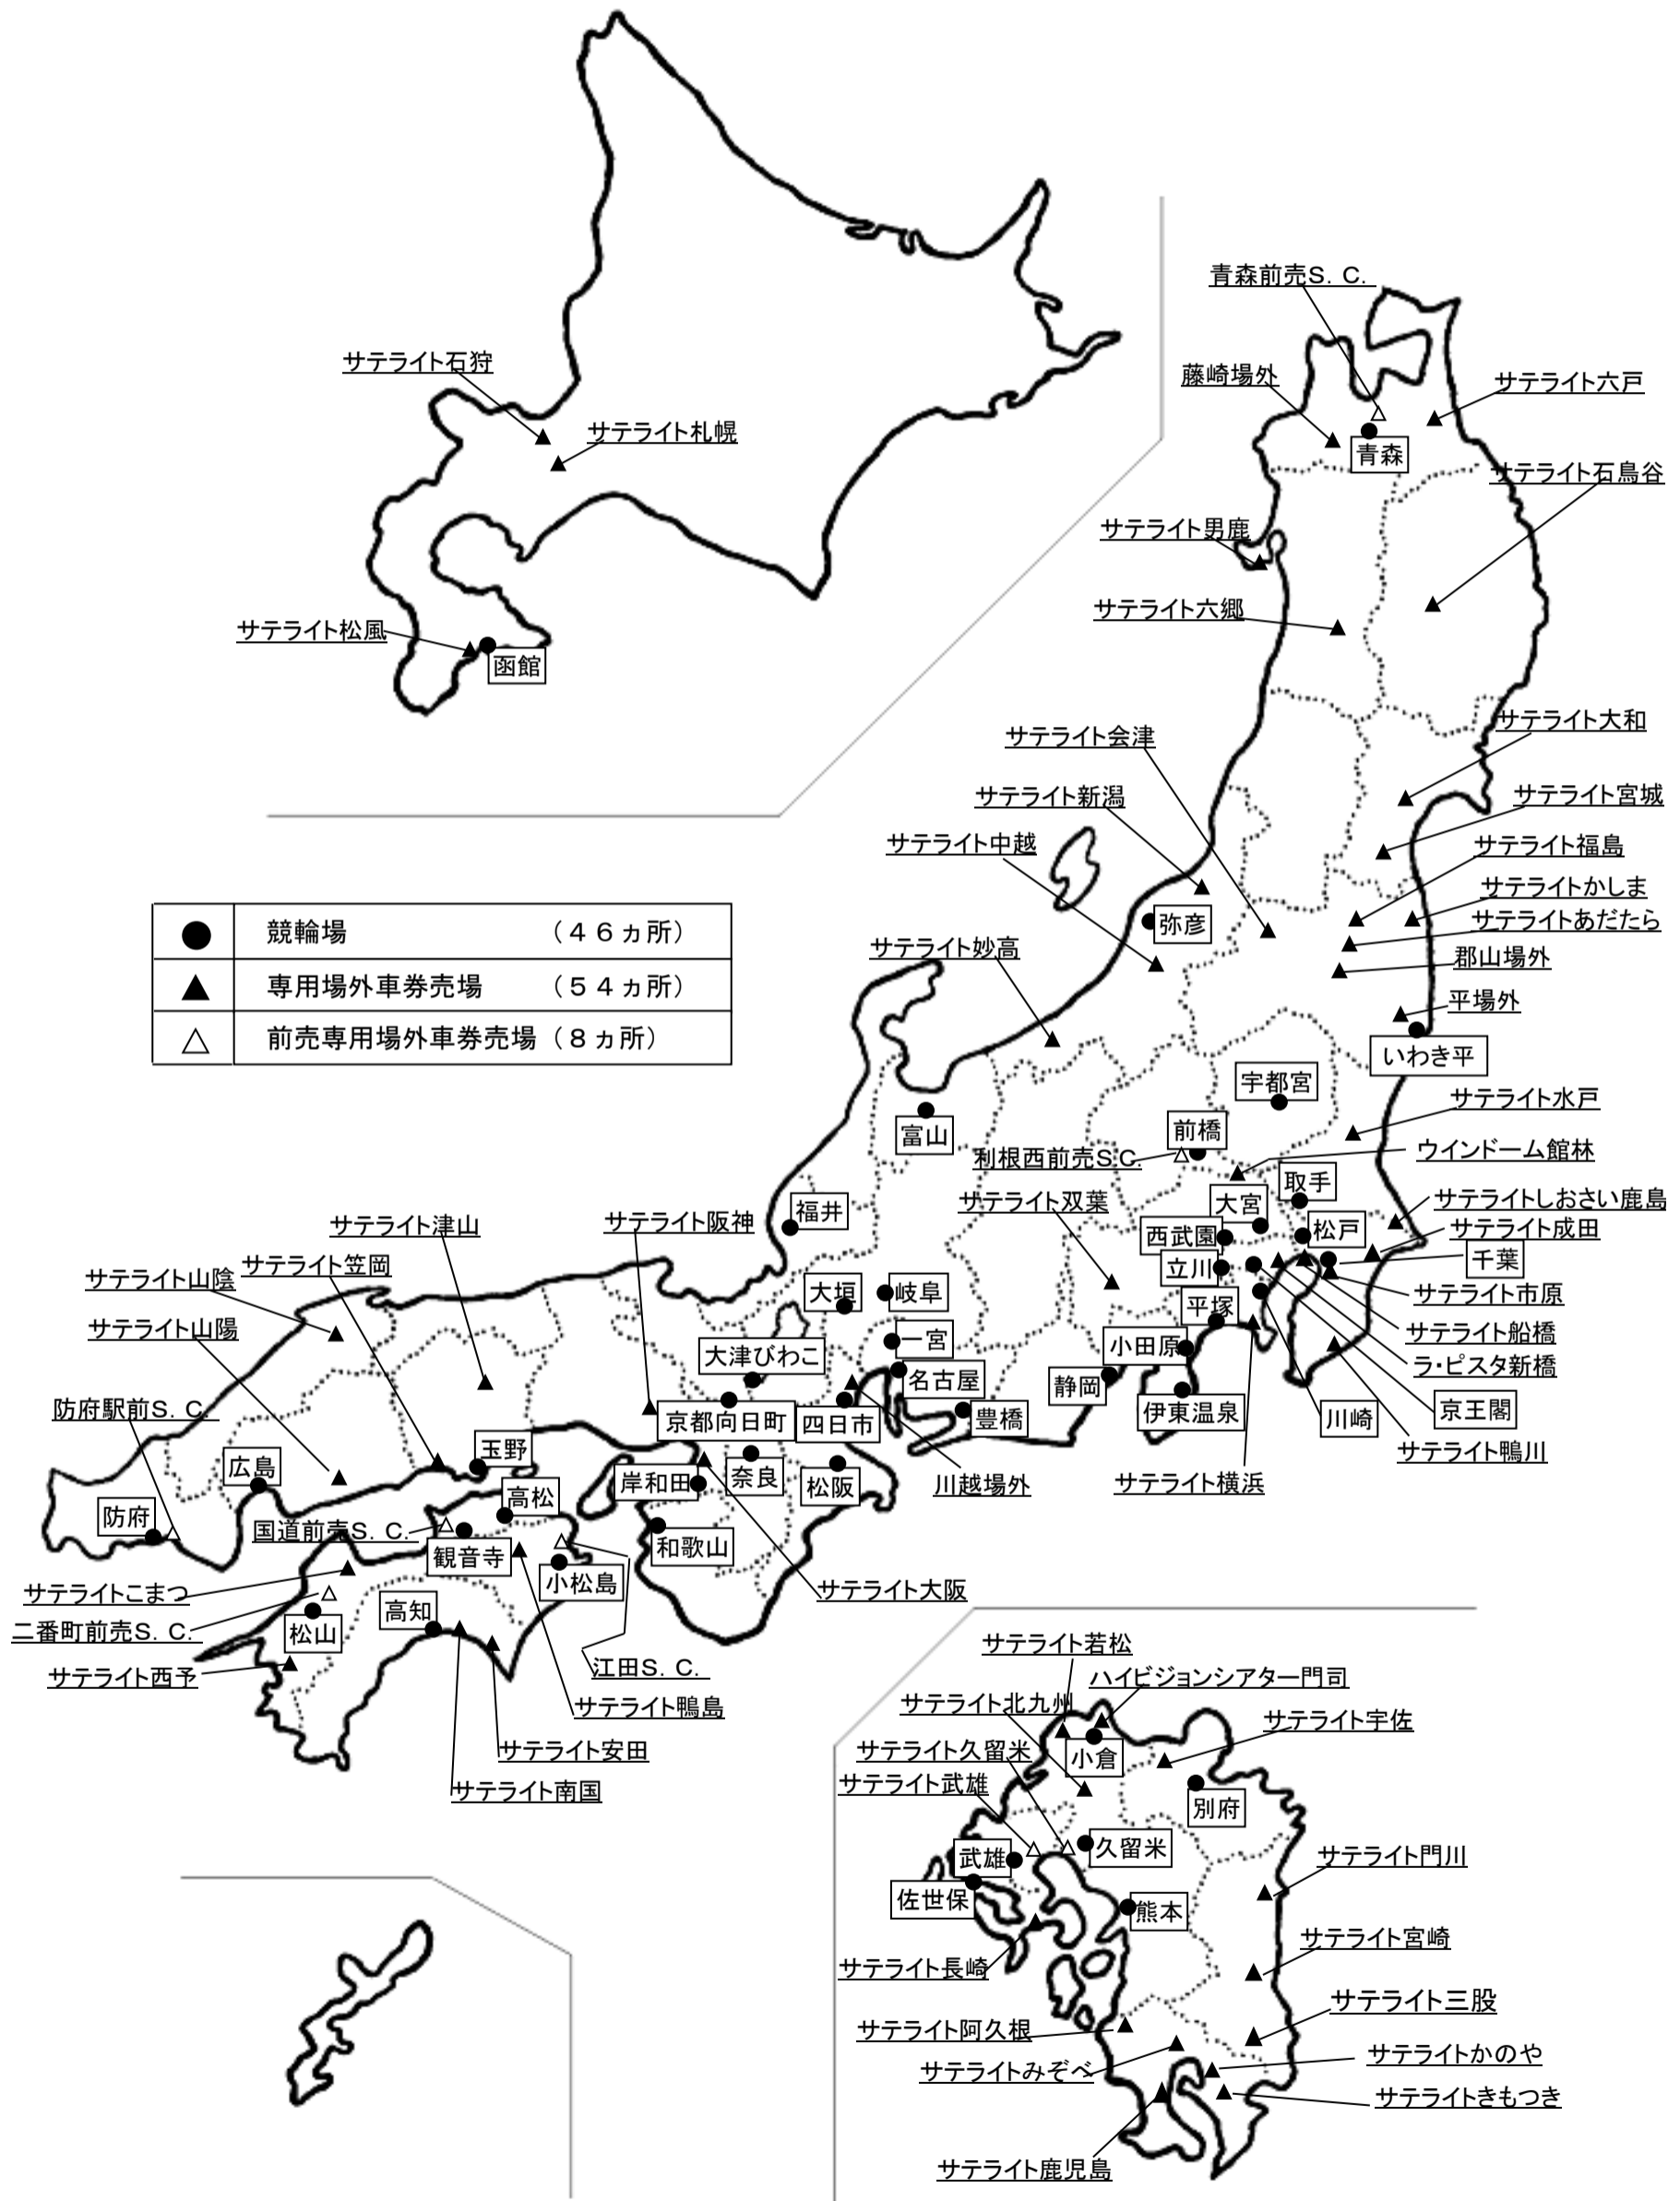 サテライト石狩
サテライト札幌
サテライト松風
函館
青森前売S. C.
藤崎場外
サテライト六戸
青森
サテライト石鳥谷
サテライト男鹿
サテライト六郷
サテライト大和
サテライト会津
サテライト新潟
サテライト宮城
サテライト中越
サテライト福島
サテライトかしま
サテライトあだたら
弥彦
サテライト妙高
郡山場外
平場外
いわき平
● 競輪場 （４６ヵ所）
▲ 専用場外車券売場 （５４ヵ所）
△ 前売専用場外車券売場（８ヵ所）
宇都宮
サテライト水戸
富山
前橋
利根西前売S.C.
ウインドーム館林
取手
大宮
サテライトしおさい鹿島
サテライト双葉
福井
西武園
松戸
サテライト成田
千葉
立川
サテライト市原
サテライト津山
サテライト阪神
サテライト笠岡
サテライト山陰
サテライト山陽
大垣
岐阜
平塚
サテライト船橋
一宮
小田原
ラ・ピスタ新橋
大津びわこ
名古屋
静岡
伊東温泉
川崎
京王閣
防府駅前S. C.
京都向日町
四日市
豊橋
サテライト鴨川
広島
玉野
岸和田
奈良
松阪
川越場外
サテライト横浜
高松
防府
国道前売S. C.
観音寺
和歌山
小松島
サテライト大阪
サテライトこまつ
二番町前売S. C.
松山
高知
サテライト西予
江田S. C.
サテライト鴨島
サテライト安田
サテライト南国
サテライト若松
ハイビジョンシアター門司
サテライト北九州
サテライト宇佐
サテライト久留米
小倉
サテライト武雄
別府
武雄
久留米
サテライト門川
佐世保
熊本
サテライト宮崎
サテライト長崎
サテライト三股
サテライト阿久根
サテライトかのや
サテライトみぞべ
サテライトきもつき
サテライト鹿児島